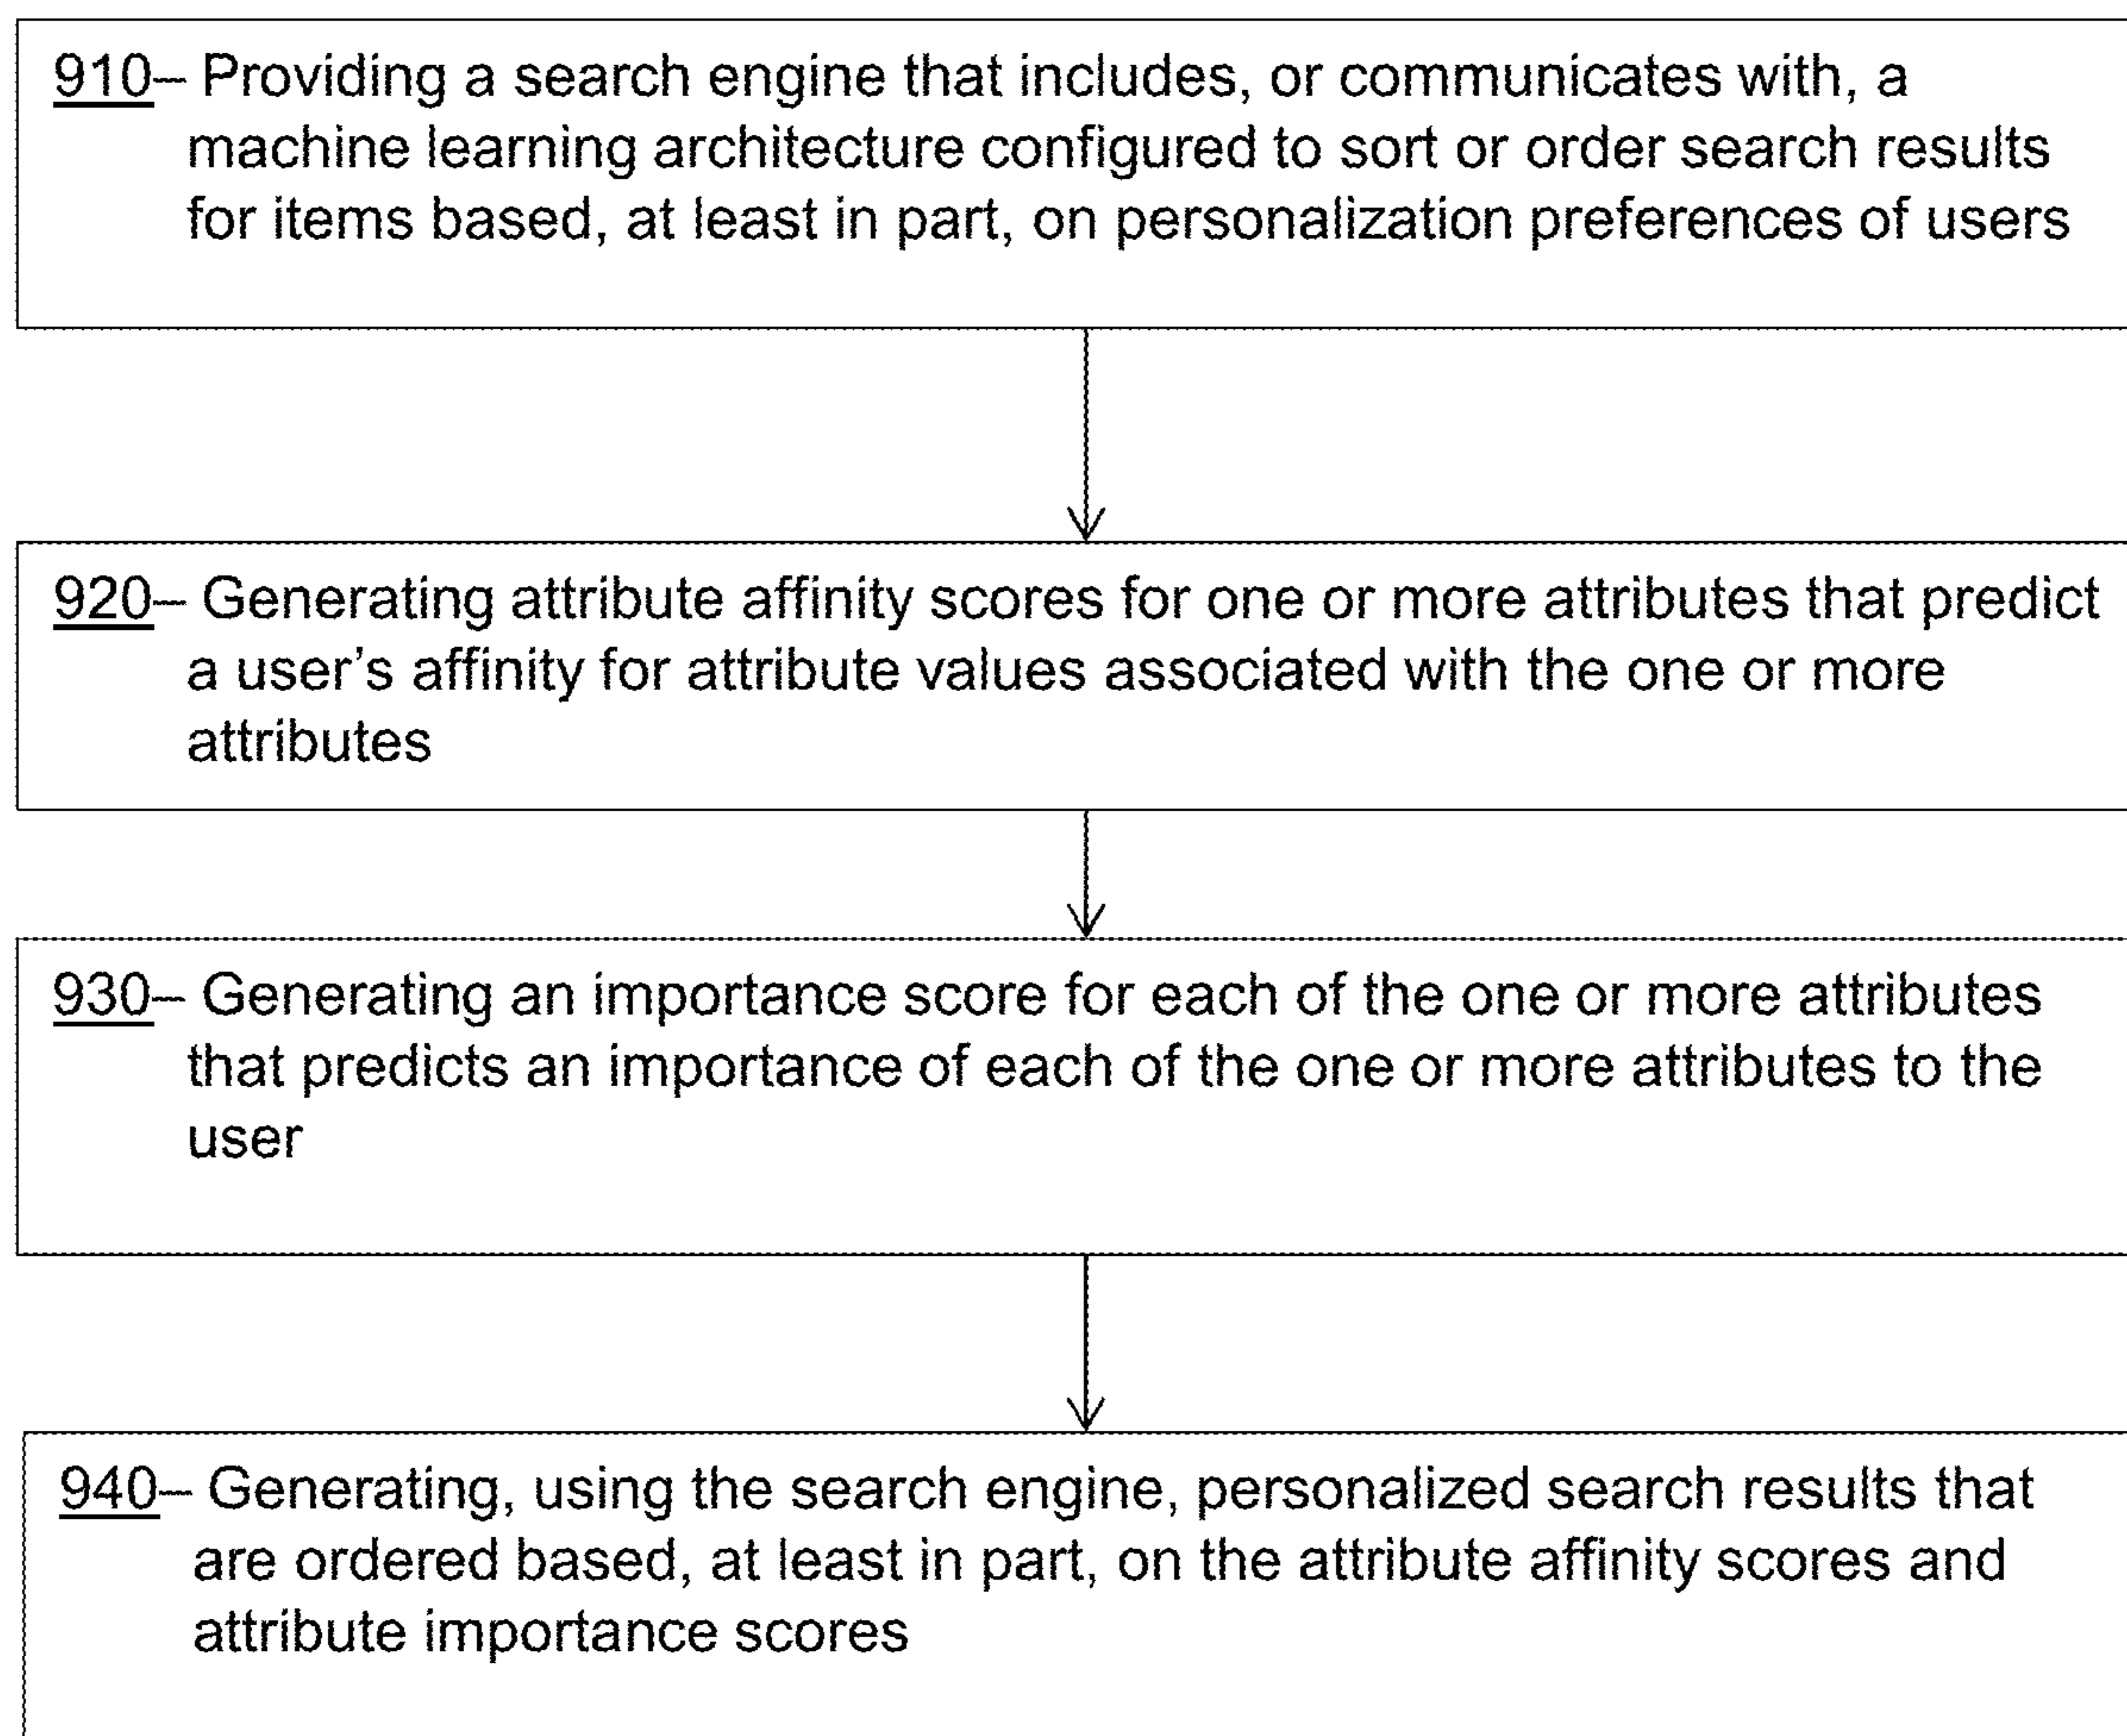 910– Providing a search engine that includes, or communicates with, a
machine learning architecture configured to sort or order search results
for items based, at least in part, on personalization preferences of users
920– Generating attribute affinity scores for one or more attributes that predict
a user’s affinity for attribute values associated with the one or more
attributes
930– Generating an importance score for each of the one or more attributes
that predicts an importance of each of the one or more attributes to the
user
940– Generating, using the search engine, personalized search results that
are ordered based, at least in part, on the attribute affinity scores and
attribute importance scores